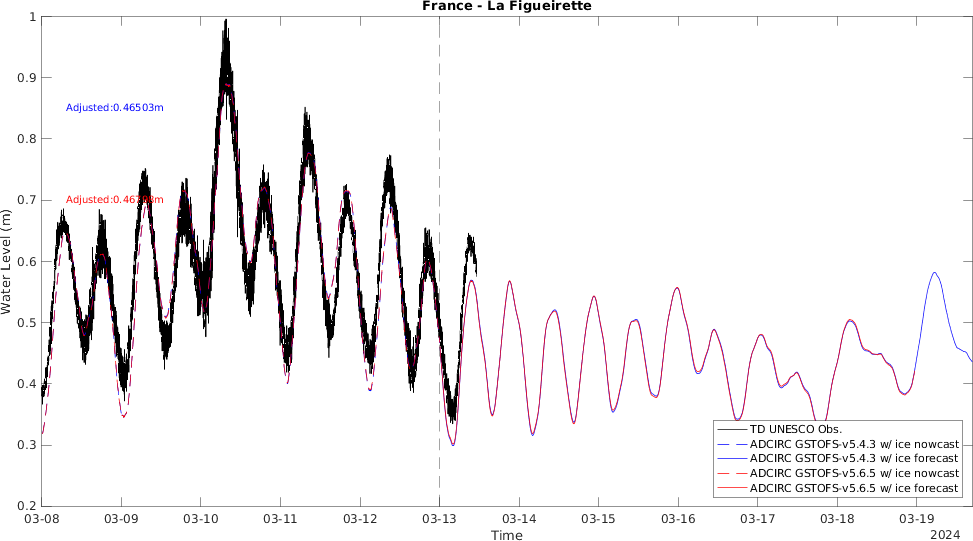 France - La Figueirette
1
0.9
0.8
0.7
0.6
0.5
0.4
0.3
0.2
Water Level (m)
Adjusted:0.46503m
03-08 03-09 03-10 03-11 03-12 03-13 03-14 03-15 03-16 03-17 03-18 03-19
2024
Time
TD UNESCO Obs.
ADCIRC GSTOFS-v5.4.3 w/ ice nowcast
ADCIRC GSTOFS-v5.4.3 w/ ice forecast
ADCIRC GSTOFS-v5.6.5 w/ ice nowcast
ADCIRC GSTOFS-v5.6.5 w/ ice forecast